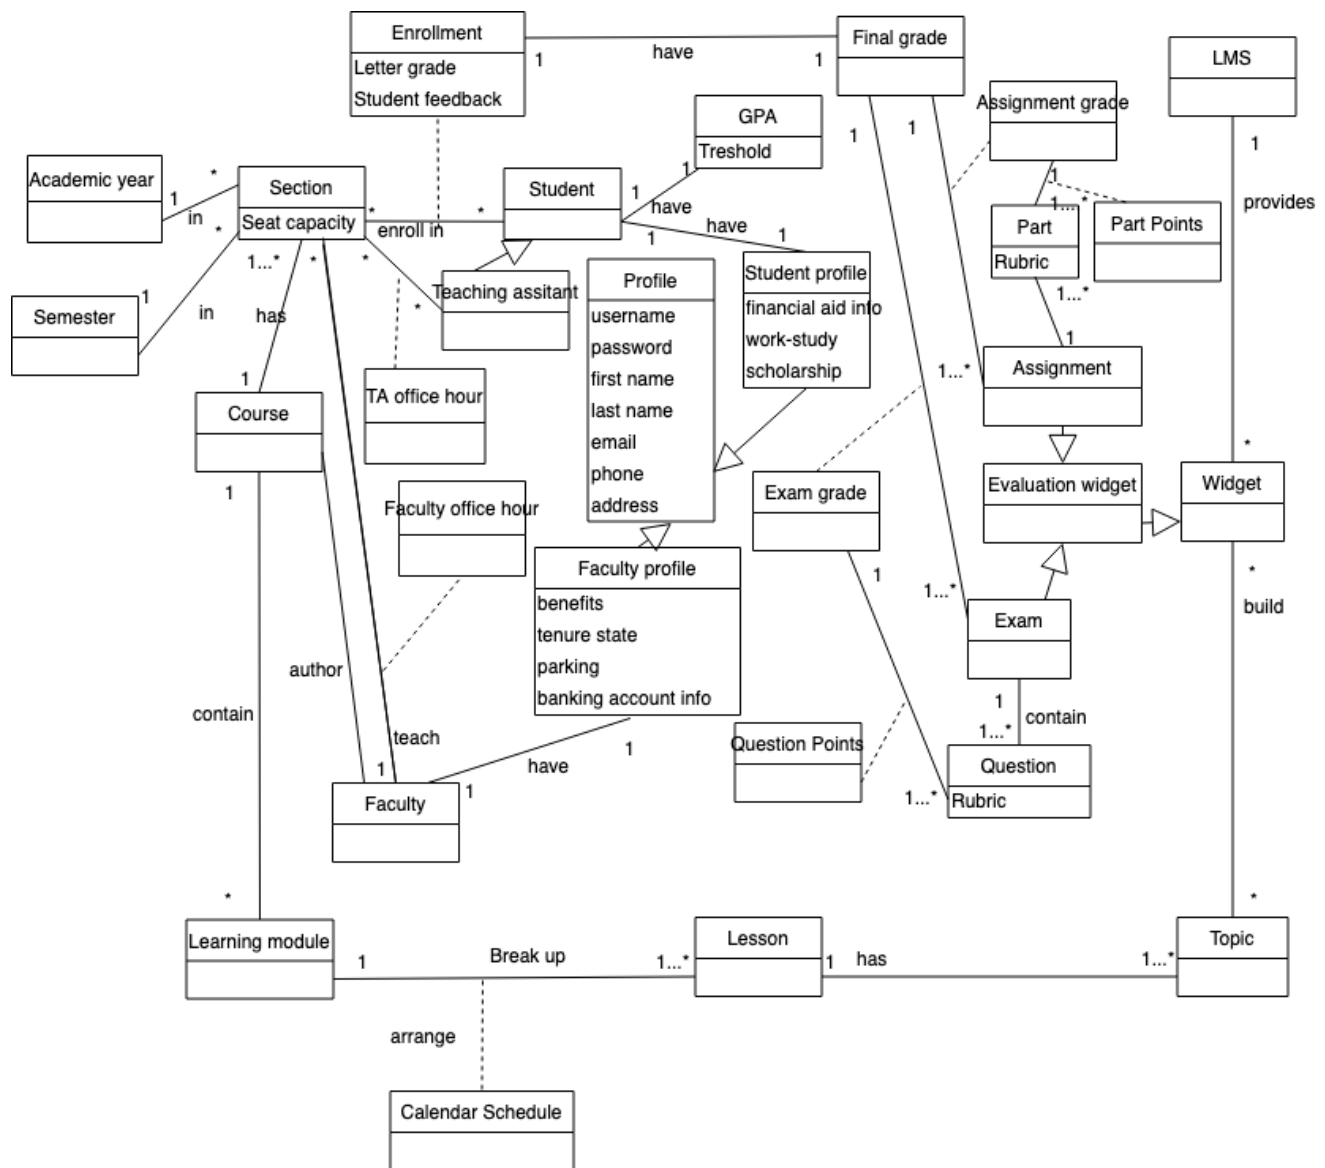 Enrollment
Letter grade
Student feedback
1
have
1
Final grade
LMS
Assignment grade
GPA
Treshold
1
1
1
Academic year
1
in
*
Section
Seat capacity
*
enroll in
*
Student
1
have
1
1
have
1
1
1...*
Part
Rubric
Part Points
provides
*
1...*
*
*
Teaching assitant
*
Profile
username
password
first name
last name
email
phone
address
Student profile
financial aid info
work-study
scholarship
1...*
1
Semester
1
in
has
1
Course
TA office hour
1...*
Assignment
*
1
Faculty office hour
Exam grade
1
Evaluation widget
Widget
*
build
Faculty profile
benefits
tenure state
parking
banking account info
1...*
Exam
1
contain
1...*
author
contain
teach
1
1
have
1
Question Points
Question
Rubric
1...*
Faculty
*
*
Learning module
1
Break up
1...*
Lesson
1
has
1...*
Topic
arrange
Calendar Schedule